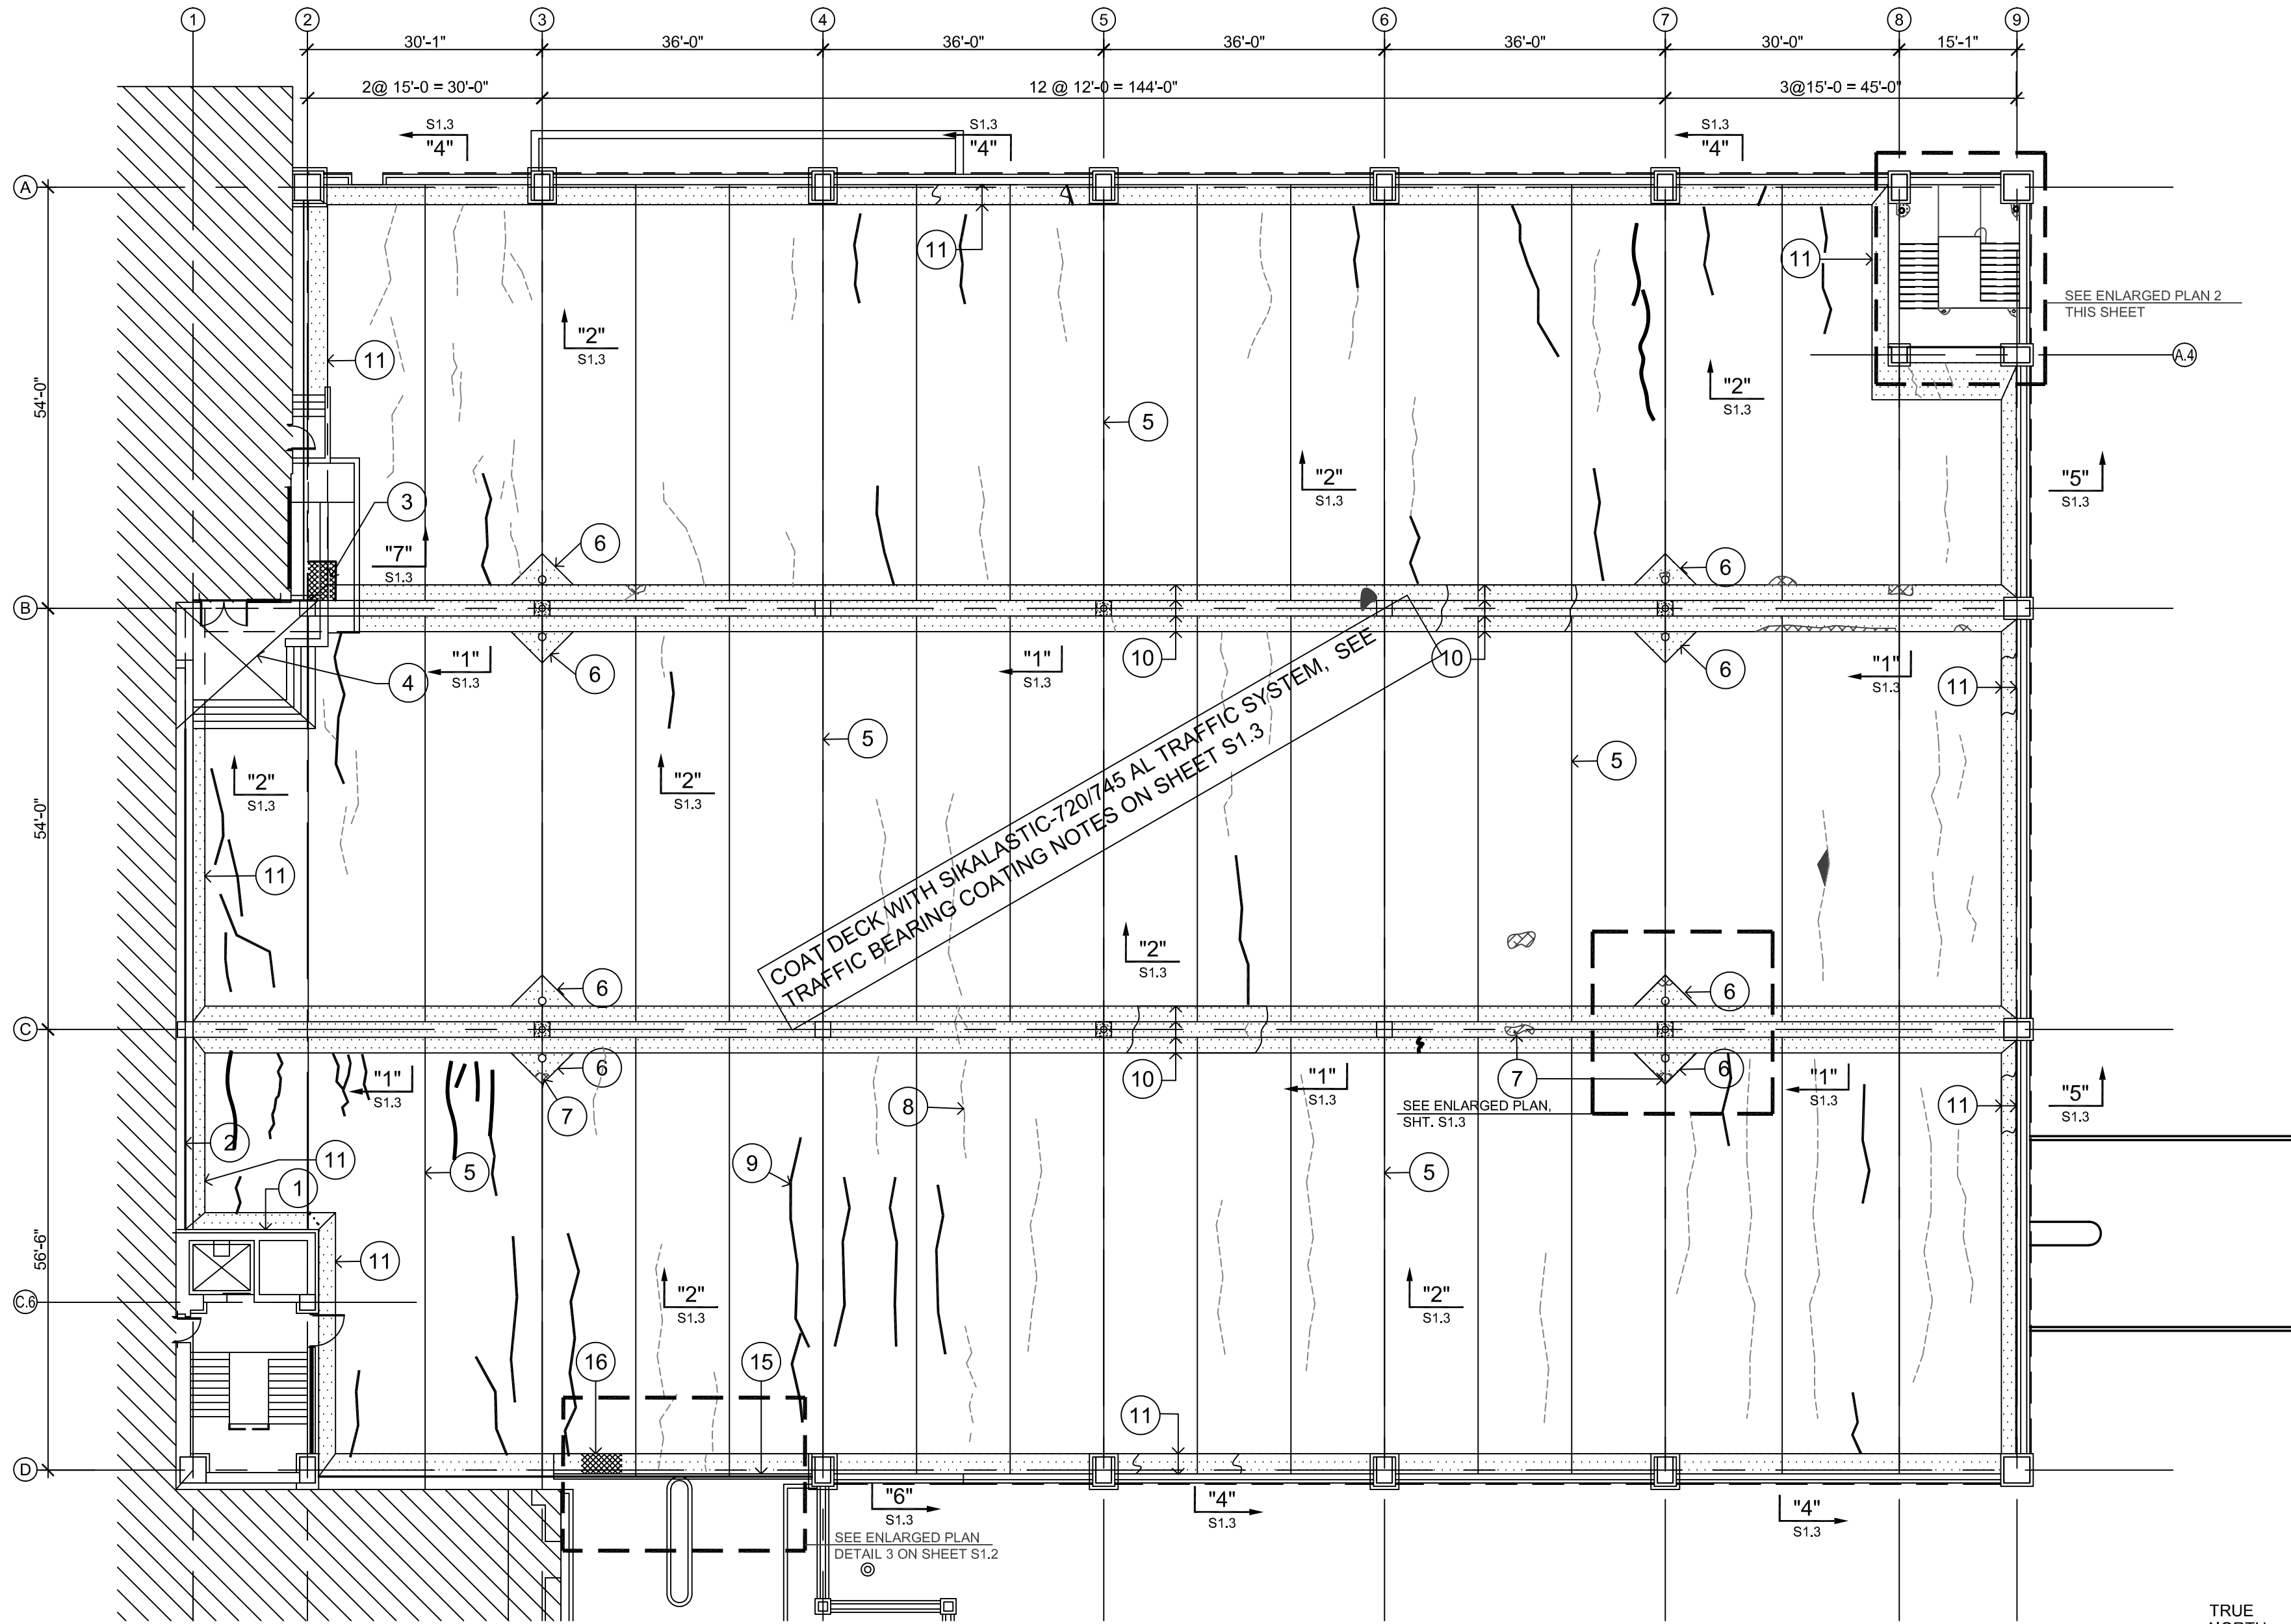 1 2 3 4 5 6 7 8 9
30'-1" 36'-0" 36'-0" 36'-0" 36'-0" 30'-0" 15'-1"
2@ 15'-0 = 30'-0" 12 @ 12'-0 = 144'-0" 3@15'-0 = 45'-0"
S1.3 S1.3 S1.3
"4" "4" "4"
A
11 11
SEE ENLARGED PLAN 2
THIS SHEET
"2"
S1.3
11
A.4
"2"
S1.3
54'-0"
5
"2"
S1.3
"5"
S1.3
3
"7"
S1.3
6 6
B
"1"
S1.3
"1"
S1.3
10 10
"1"
S1.3
4
6 6
11
5
5
"2"
S1.3
"2"
S1.3
54'-0"
COAT DECK WITH SIKALASTIC-720/745 AL TRAFFIC SYSTEM, SEE
TRAFFIC BEARING COATING NOTES ON SHEET S1.3
11
"2"
S1.3
6 6
C
6 6
"1"
S1.3
10
"1"
S1.3
7
"1"
S1.3
"5"
S1.3
7
8
SEE ENLARGED PLAN,
SHT. S1.3
11
2
11
9
5
5
1
56'-6"
11
C.6
"2"
S1.3
"2"
S1.3
16 15
11
D
"6"
S1.3
"4"
S1.3
"4"
S1.3
SEE ENLARGED PLAN
DETAIL 3 ON SHEET S1.2
TRUE
NORTH